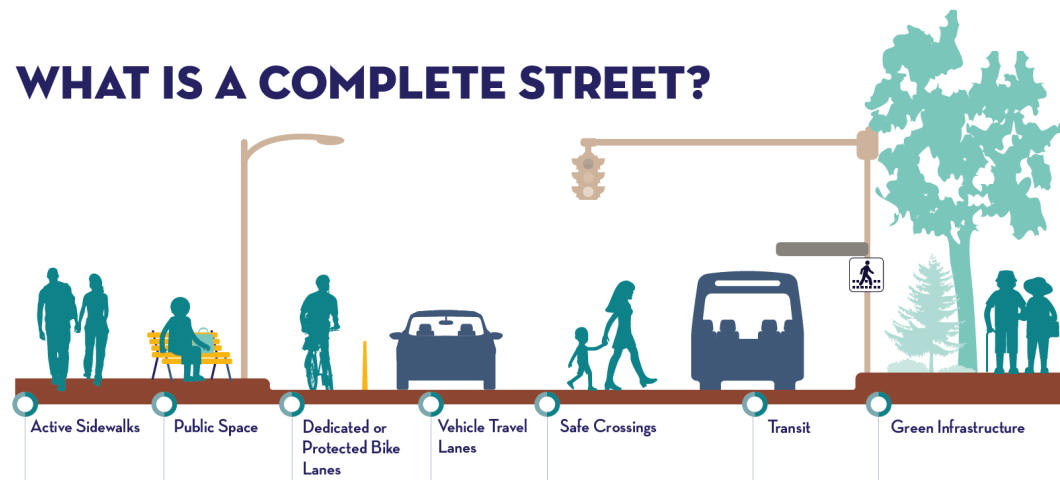 WHAT IS A COMPLETE STREET?
Active Sidewalks
Public Space
Dedicated or
Protected Bike
Lanes
Vehicle Travel
Lanes
Safe Crossings
Transit
Green Infrastructure